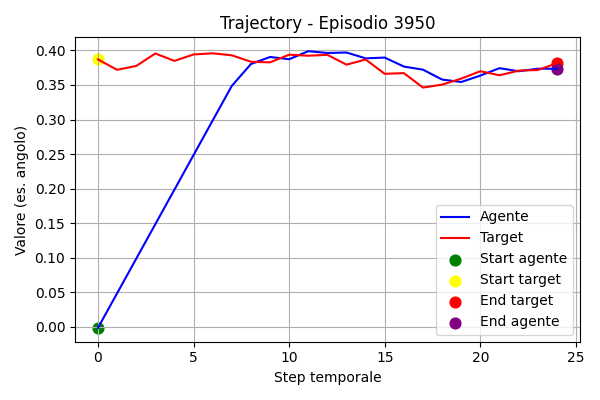 Trajectory - Episodio 3950
Valore (es. angolo)
0.40
0.35
0.30
0.25
0.20
0.15
0.10
0.05
0.00
Agente
Target
Start agente
Start target
End target
End agente
0 5 10 15 20 25
Step temporale